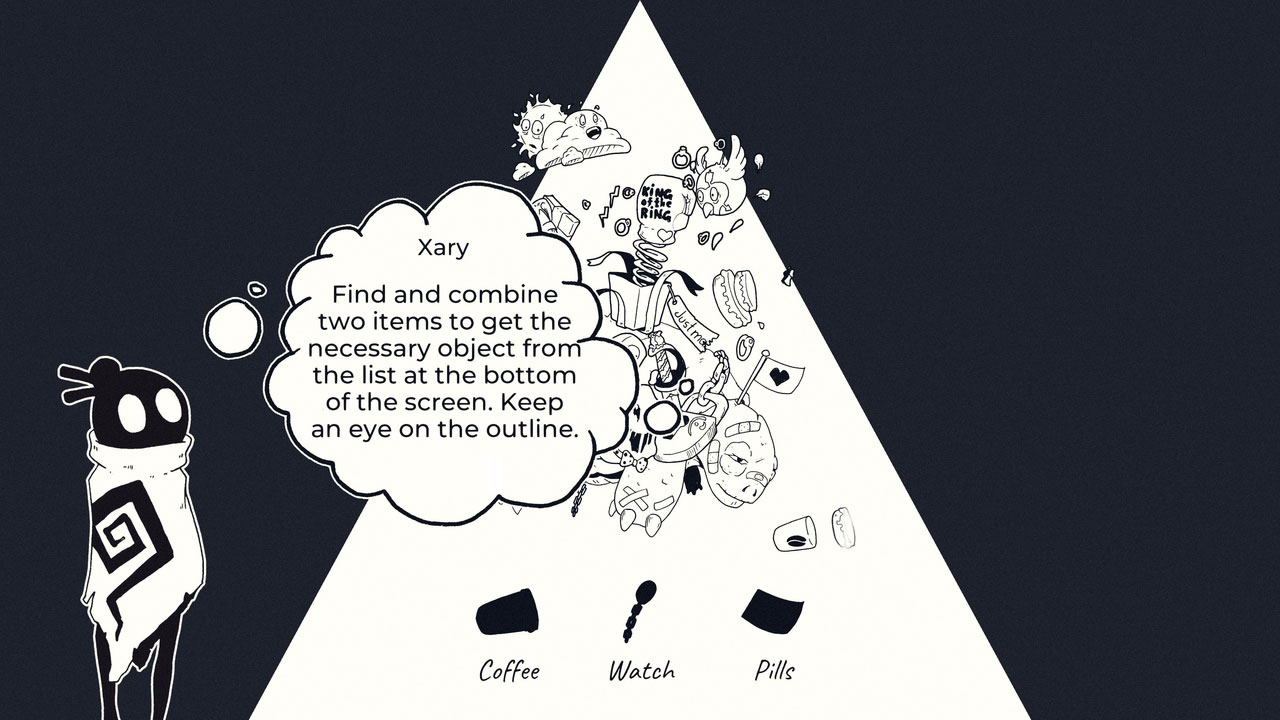 KING
of the
RING
Xary
Find and combine
two items to get the
necessary object from
the list at the bottom
of the screen. Keep
an eye on the outline.
Coffee
Watch
Pills